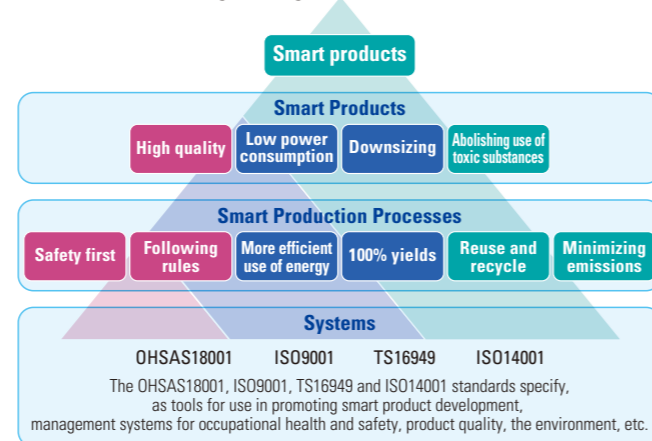 Smart products
Smart Products
High quality
Low power
consumption
Downsizing
Abolishing use of
toxic substances
Smart Production Processes
Safety first
Following
rules
More efficient
use of energy
100% yields
Reuse and
recycle
Minimizing
emissions
Systems
OHSAS18001 ISO9001 TS16949 ISO14001
The OHSAS18001, ISO9001, TS16949 and ISO14001 standards specify,
as tools for use in promoting smart product development,
management systems for occupational health and safety, product quality, the environment, etc.